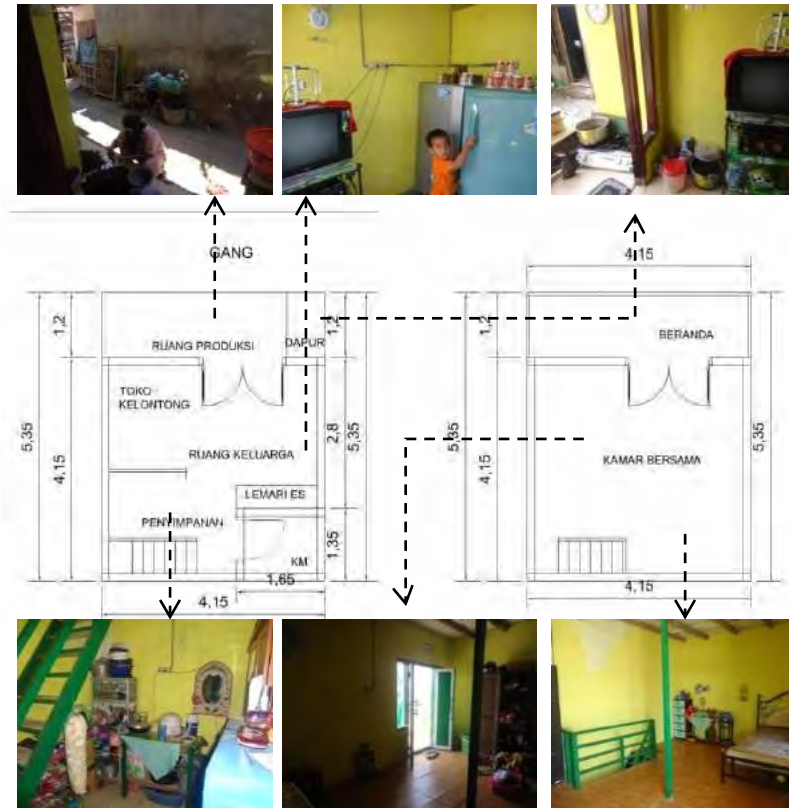 GANG
4,15
1,2
1,2
1,2
RUANG PRODUKSI
DAPUR
BERANDA
TOKO
KELONTONG
5,35
4,15
2,8
5,35
5,35
4,15
5,35
RUANG KELUARGA
KAMAR BERSAMA
LEMARI ES
PENYIMPANAN
1,35
KM
1,65
4,15
4,15